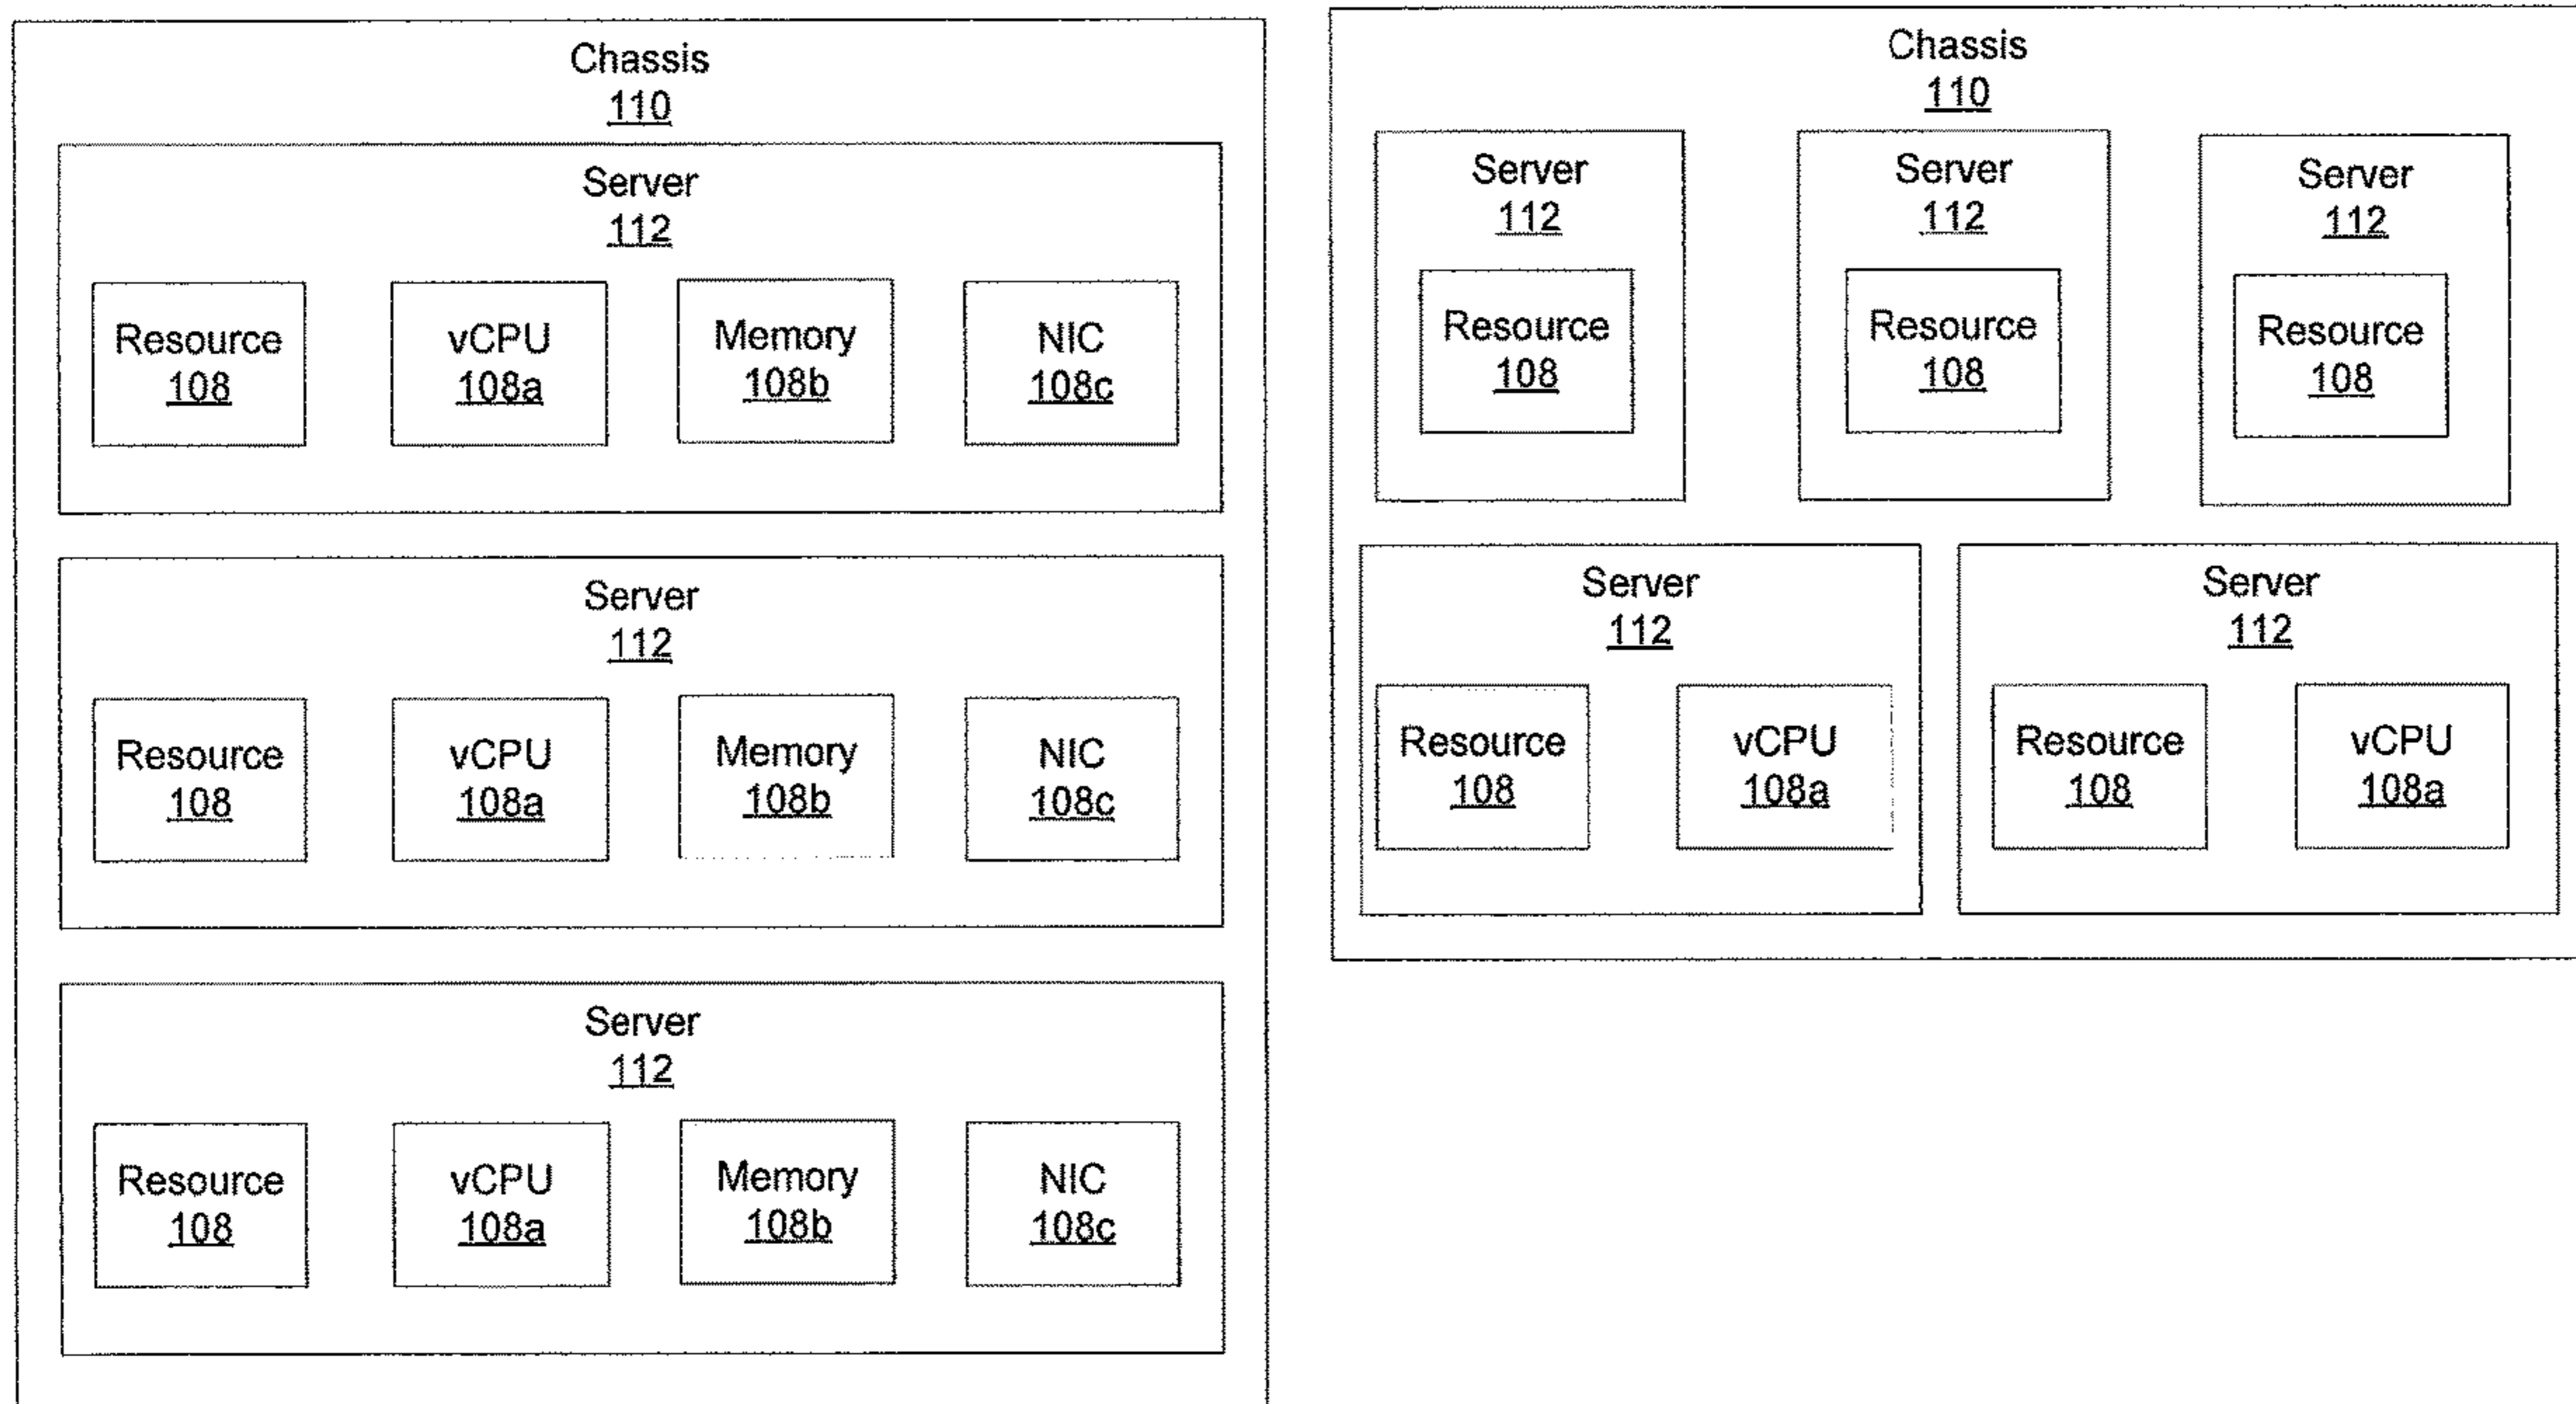 Chassis
110
Server
112
Resource
108
vCPU
108a
Memory
108b
NIC
108c
Server
112
Resource
108
vCPU
108a
Memory
108b
NIC
108c
Server
112
Resource
108
vCPU
108a
Memory
108b
NIC
108c
Chassis
110
Server
112
Resource
108
Server
112
Resource
108
Server
112
Resource
108
Server
112
Resource
108
vCPU
108a
Server
112
Resource
108
vCPU
108a